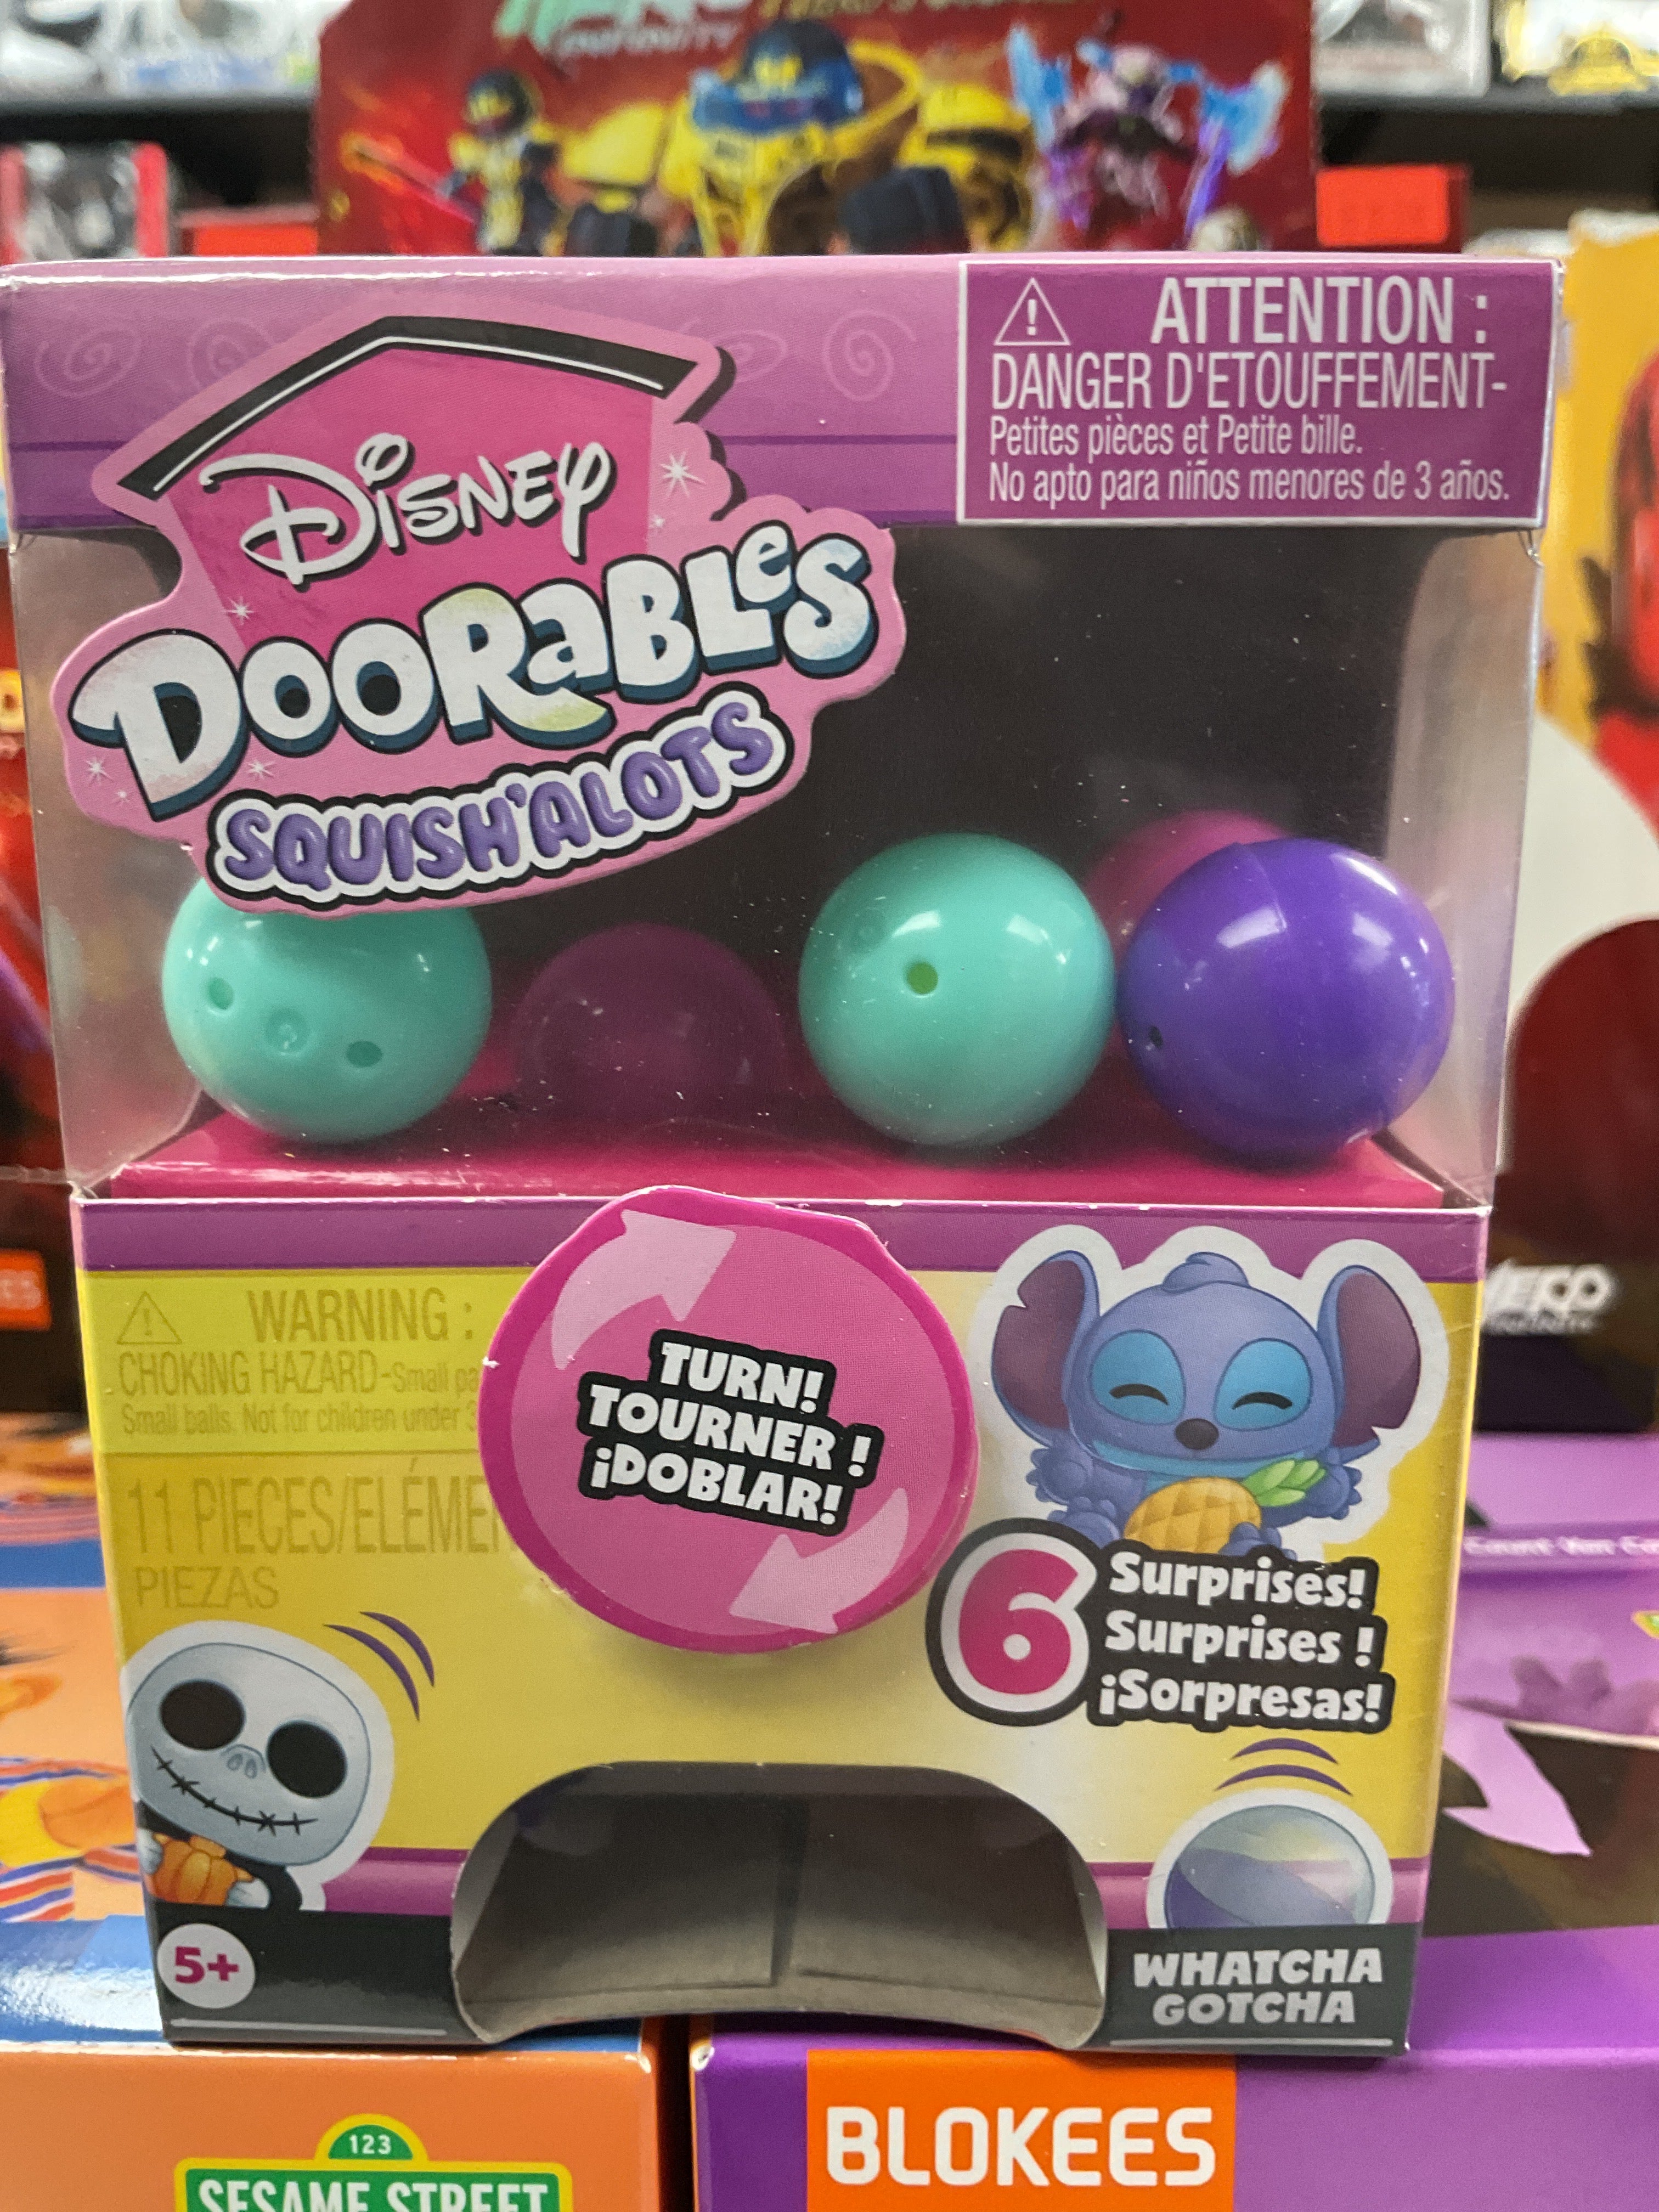 INFINITY
ATTENTION :
DANGER D'ETOUFFEMENT-
Petites pièces et Petite bille.
No apto para niños menores de 3 años.
DISNEY
DOORABLES
SQUISH'ALOTS
WARNING :
CHOKING HAZARD-Small
Small balls. Not for children under
11 PIECES/
PIEZAS
TURN!
TOURNER !
¡DOBLAR!
6
Surprises!
Surprises !
¡Sorpresas!
5+
WHATCHA
GOTCHA
HERO
123
SESAME STREET
BLOKEES